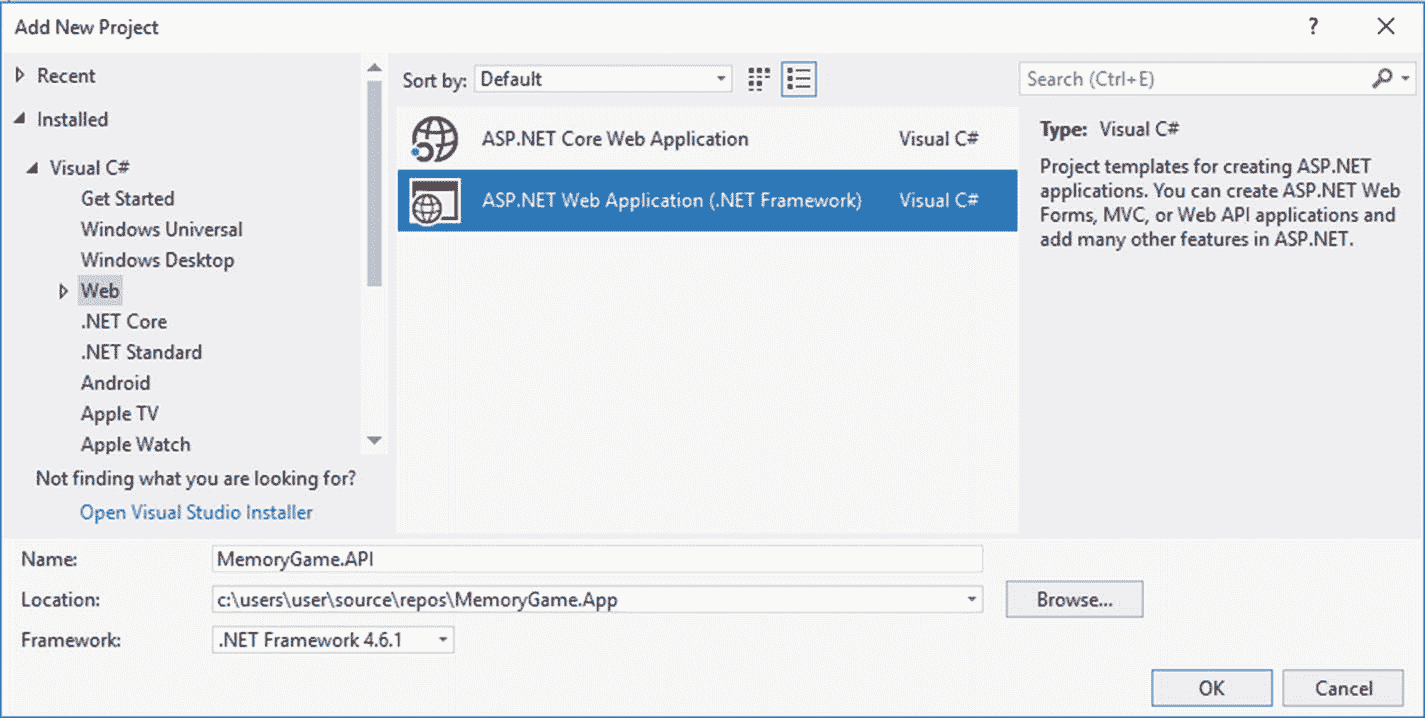 Add New Project
?
Recent
Installed
Visual C#
Get Started
Windows Universal
Windows Desktop
Web
.NET Core
.NET Standard
Android
Apple TV
Apple Watch
Not finding what you are looking for?
Open Visual Studio Installer
Sort by: Default
ASP.NET Core Web Application Visual C#
ASP.NET Web Application (.NET Framework) Visual C#
Search (Ctrl+E)
Type: Visual C#
Project templates for creating ASP.NET
applications. You can create ASP.NET Web
Forms, MVC, or Web API applications and
add many other features in ASP.NET.
Name: MemoryGame.API
Location: c:\users\user\source\repos\MemoryGame.App
Browse...
Framework: .NET Framework 4.6.1
OK
Cancel